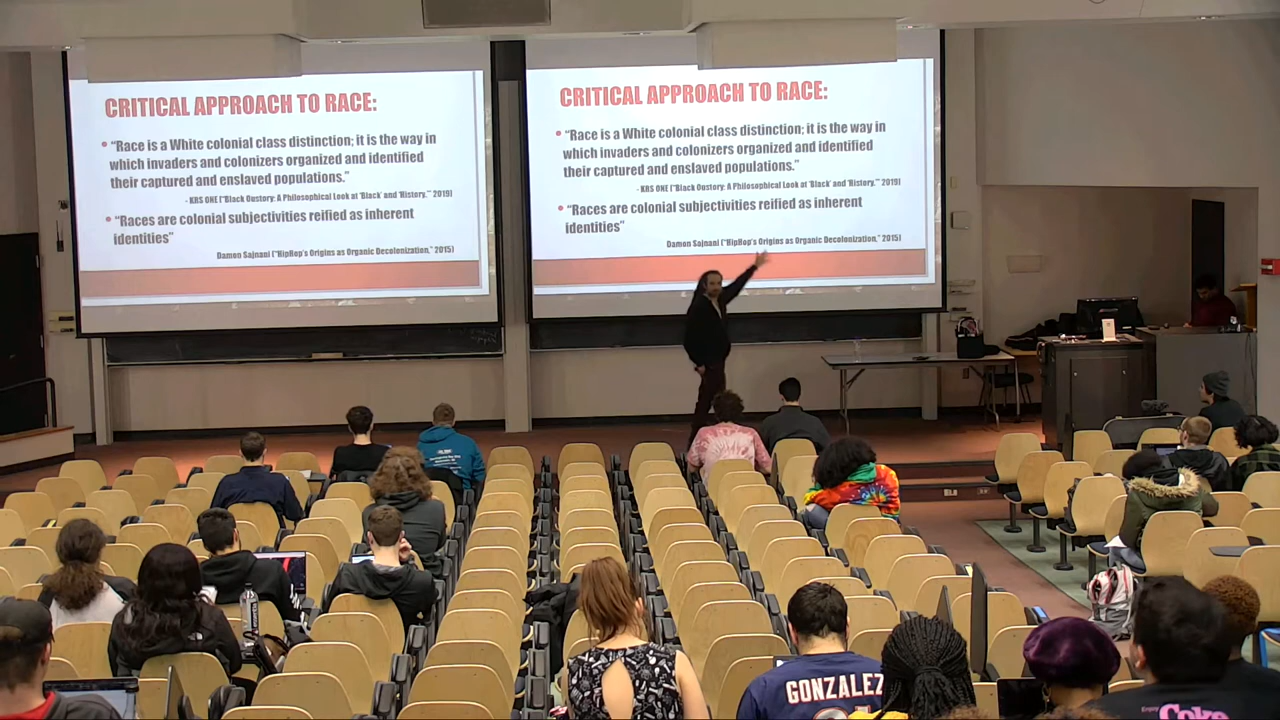 CRITICAL APPROACH TO RACE:
• “Race is a White colonial class distinction; it is the way in
which invaders and colonizers organized and identified
their captured and enslaved populations.”
- KRS ONE (“Black Oustory: A Philosophical Look at ‘Black’ and ‘History,’” 2019)
• “Races are colonial subjectivities reified as inherent
identities”
Damon Sajnani (“HipHop’s Origins as Organic Decolonization,” 2015)
CRITICAL APPROACH TO RACE:
• “Race is a White colonial class distinction; it is the way in
which invaders and colonizers organized and identified
their captured and enslaved populations.”
- KRS ONE (“Black Oustory: A Philosophical Look at ‘Black’ and ‘History,’” 2019)
• “Races are colonial subjectivities reified as inherent
identities”
Damon Sajnani (“HipHop’s Origins as Organic Decolonization,” 2015)
GONZALEZ
Enjoy
Coke